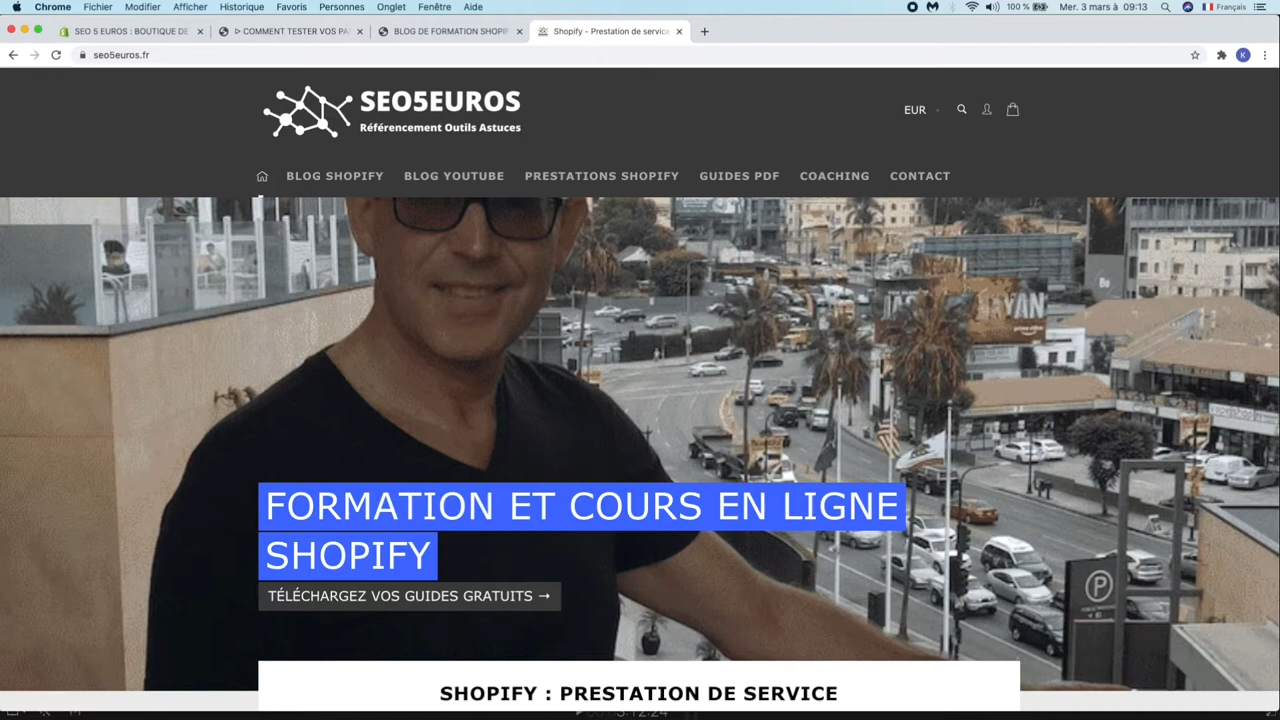 Chrome Fichier Modifier Afficher Historique Favoris Personnes Onglet Fenêtre Aide 100 % Mer. 3 mars à 09:13 Français
SEO 5 EUROS : BOUTIQUE DE
COMMENT TESTER VOS PA
BLOG DE FORMATION SHOPIF
Shopify - Prestation de service
seo5euros.fr
K
SEO5EUROS
Référencement Outils Astuces
EUR
BLOG SHOPIFY BLOG YOUTUBE PRESTATIONS SHOPIFY GUIDES PDF COACHING CONTACT
prime video
P
FORMATION ET COURS EN LIGNE
SHOPIFY
TÉLÉCHARGEZ VOS GUIDES GRATUITS →
SHOPIFY : PRESTATION DE SERVICE